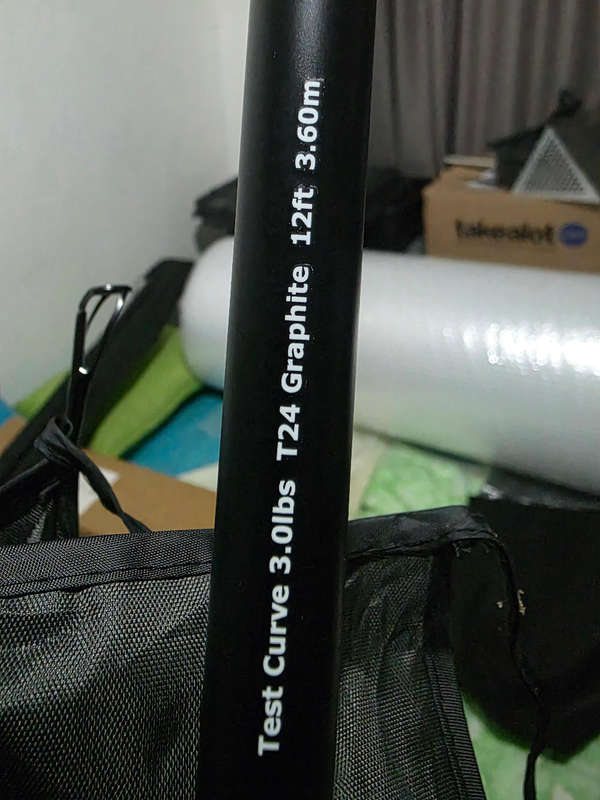 Test Curve 3.0lbs T24 Graphite 12ft 3.60m
takealot